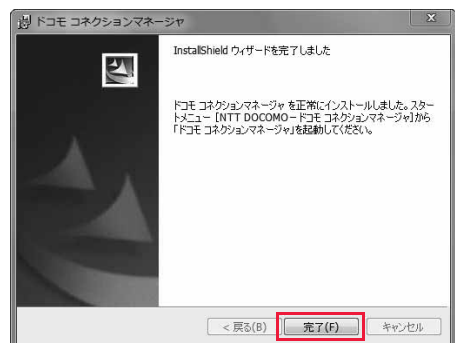 ドコモ コネクションマネージャ
X
InstallShield ウィザードを完了しました
ドコモ コネクションマネージャ を正常にインストールしました。スター
トメニュー [NTT DOCOMO－ドコモ コネクションマネージャ]から
「ドコモ コネクションマネージャ」を起動してください。
< 戻る(B)
完了(F)
キャンセル